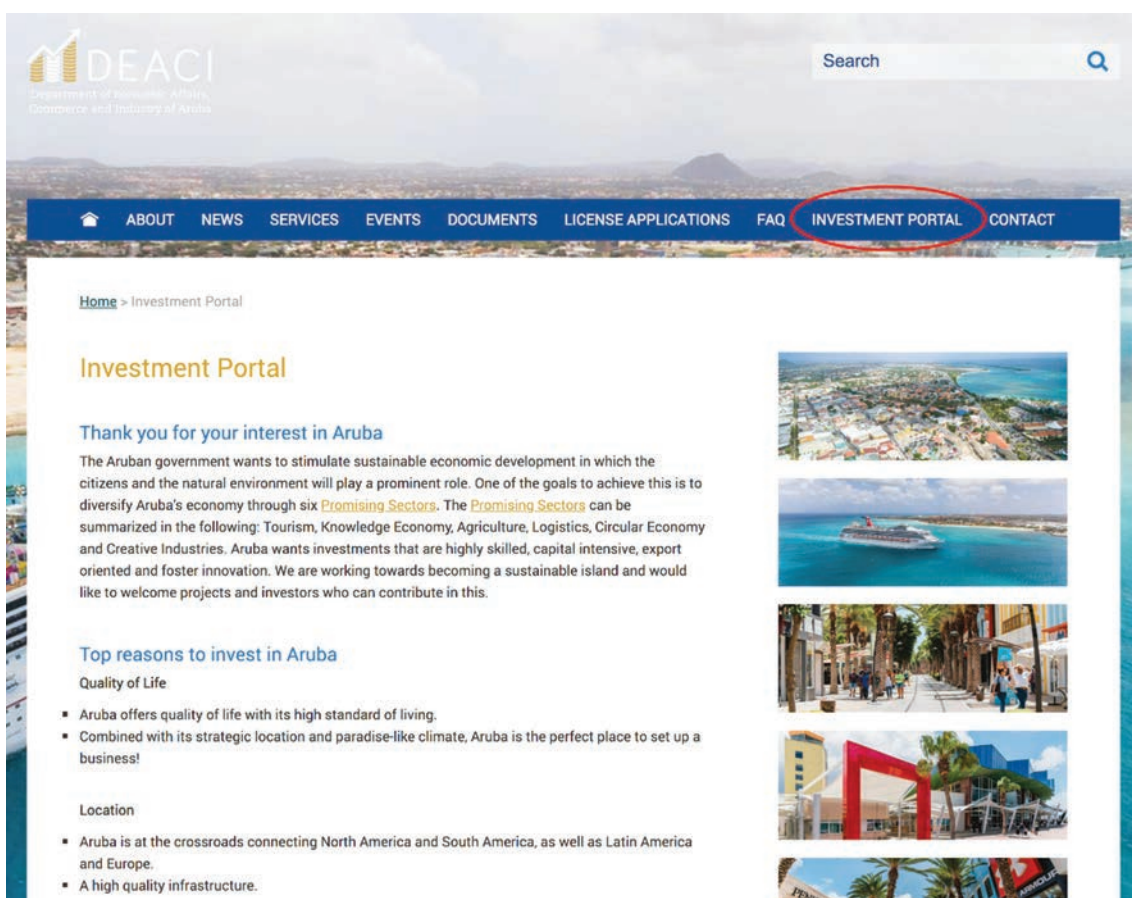 DEACI
Department of Economic Affairs,
Commerce and Industry of Aruba
Search
ABOUT NEWS SERVICES EVENTS DOCUMENTS LICENSE APPLICATIONS FAQ INVESTMENT PORTAL CONTACT
Home > Investment Portal
Investment Portal
Thank you for your interest in Aruba
The Aruban government wants to stimulate sustainable economic development in which the
citizens and the natural environment will play a prominent role. One of the goals to achieve this is to
diversify Aruba's economy through six Promising Sectors. The Promising Sectors can be
summarized in the following: Tourism, Knowledge Economy, Agriculture, Logistics, Circular Economy
and Creative Industries. Aruba wants investments that are highly skilled, capital intensive, export
oriented and foster innovation. We are working towards becoming a sustainable island and would
like to welcome projects and investors who can contribute in this.
Top reasons to invest in Aruba
Quality of Life
▪ Aruba offers quality of life with its high standard of living.
▪ Combined with its strategic location and paradise-like climate, Aruba is the perfect place to set up a
business!
Location
▪ Aruba is at the crossroads connecting North America and South America, as well as Latin America
and Europe.
▪ A high quality infrastructure.
ARMOUR